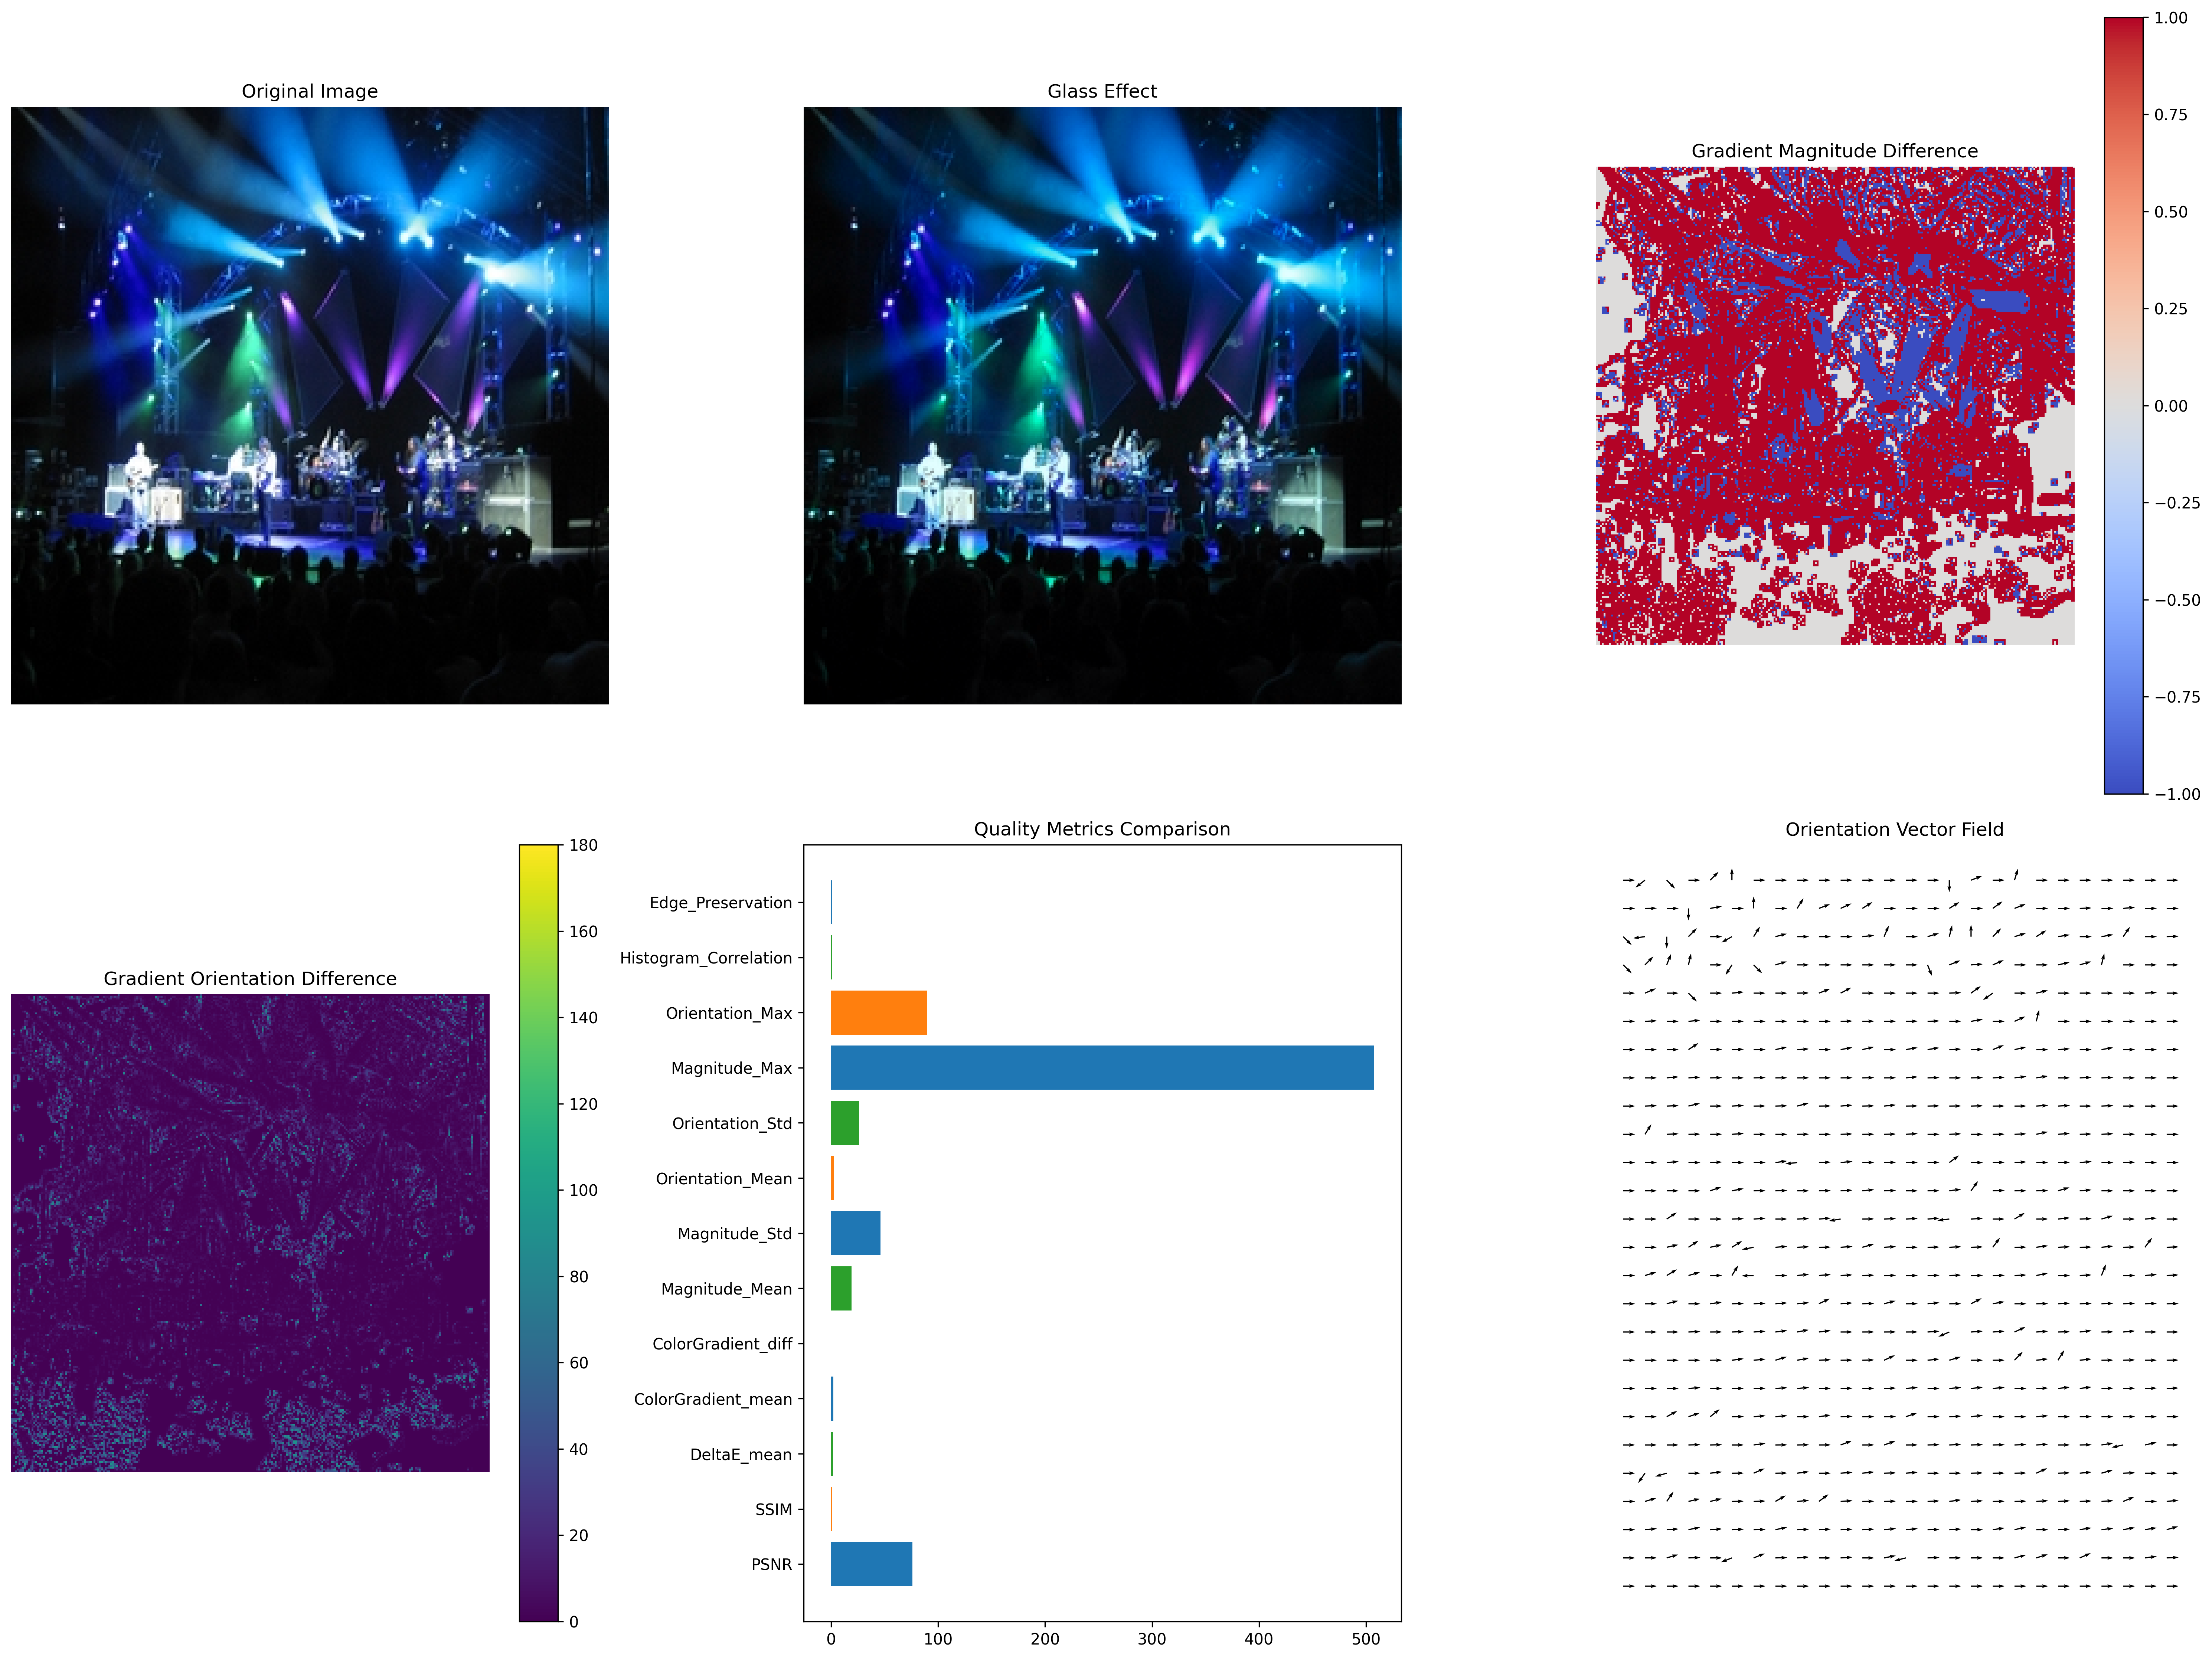 Original Image
Glass Effect
Gradient Magnitude Difference
1.00
0.75
0.50
0.25
0.00
−0.25
−0.50
−0.75
−1.00
Gradient Orientation Difference
180
160
140
120
100
80
60
40
20
0
Quality Metrics Comparison
Edge_Preservation
Histogram_Correlation
Orientation_Max
Magnitude_Max
Orientation_Std
Orientation_Mean
Magnitude_Std
Magnitude_Mean
ColorGradient_diff
ColorGradient_mean
DeltaE_mean
SSIM
PSNR
0 100 200 300 400 500
Orientation Vector Field